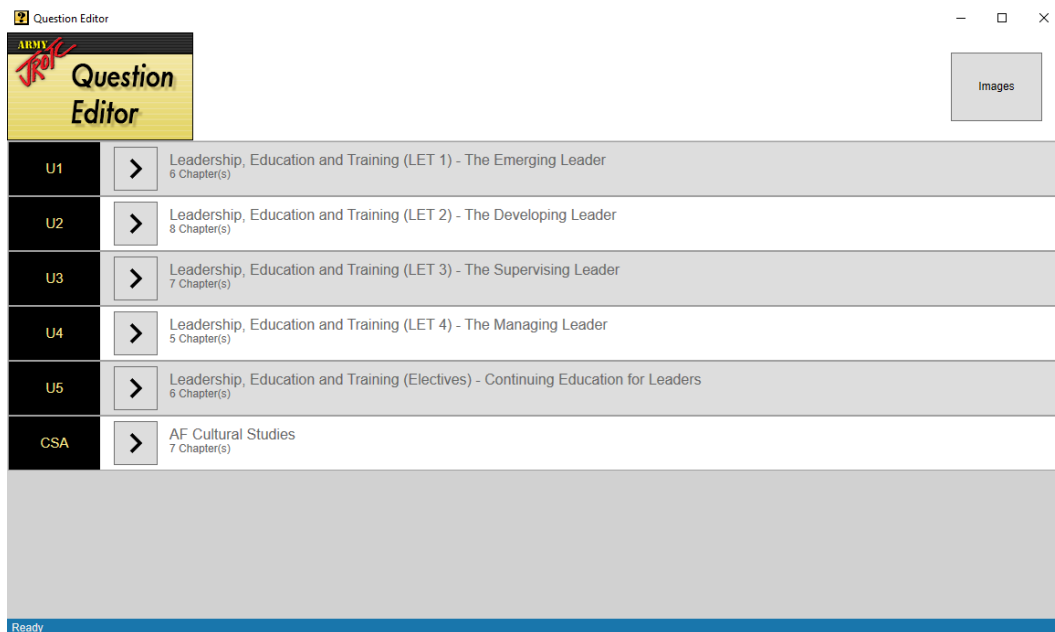 Question Editor
ARMY
JROTC
Question
Editor
Images
U1
Leadership, Education and Training (LET 1) - The Emerging Leader
6 Chapter(s)
U2
Leadership, Education and Training (LET 2) - The Developing Leader
8 Chapter(s)
U3
Leadership, Education and Training (LET 3) - The Supervising Leader
7 Chapter(s)
U4
Leadership, Education and Training (LET 4) - The Managing Leader
5 Chapter(s)
U5
Leadership, Education and Training (Electives) - Continuing Education for Leaders
6 Chapter(s)
CSA
AF Cultural Studies
7 Chapter(s)
Ready